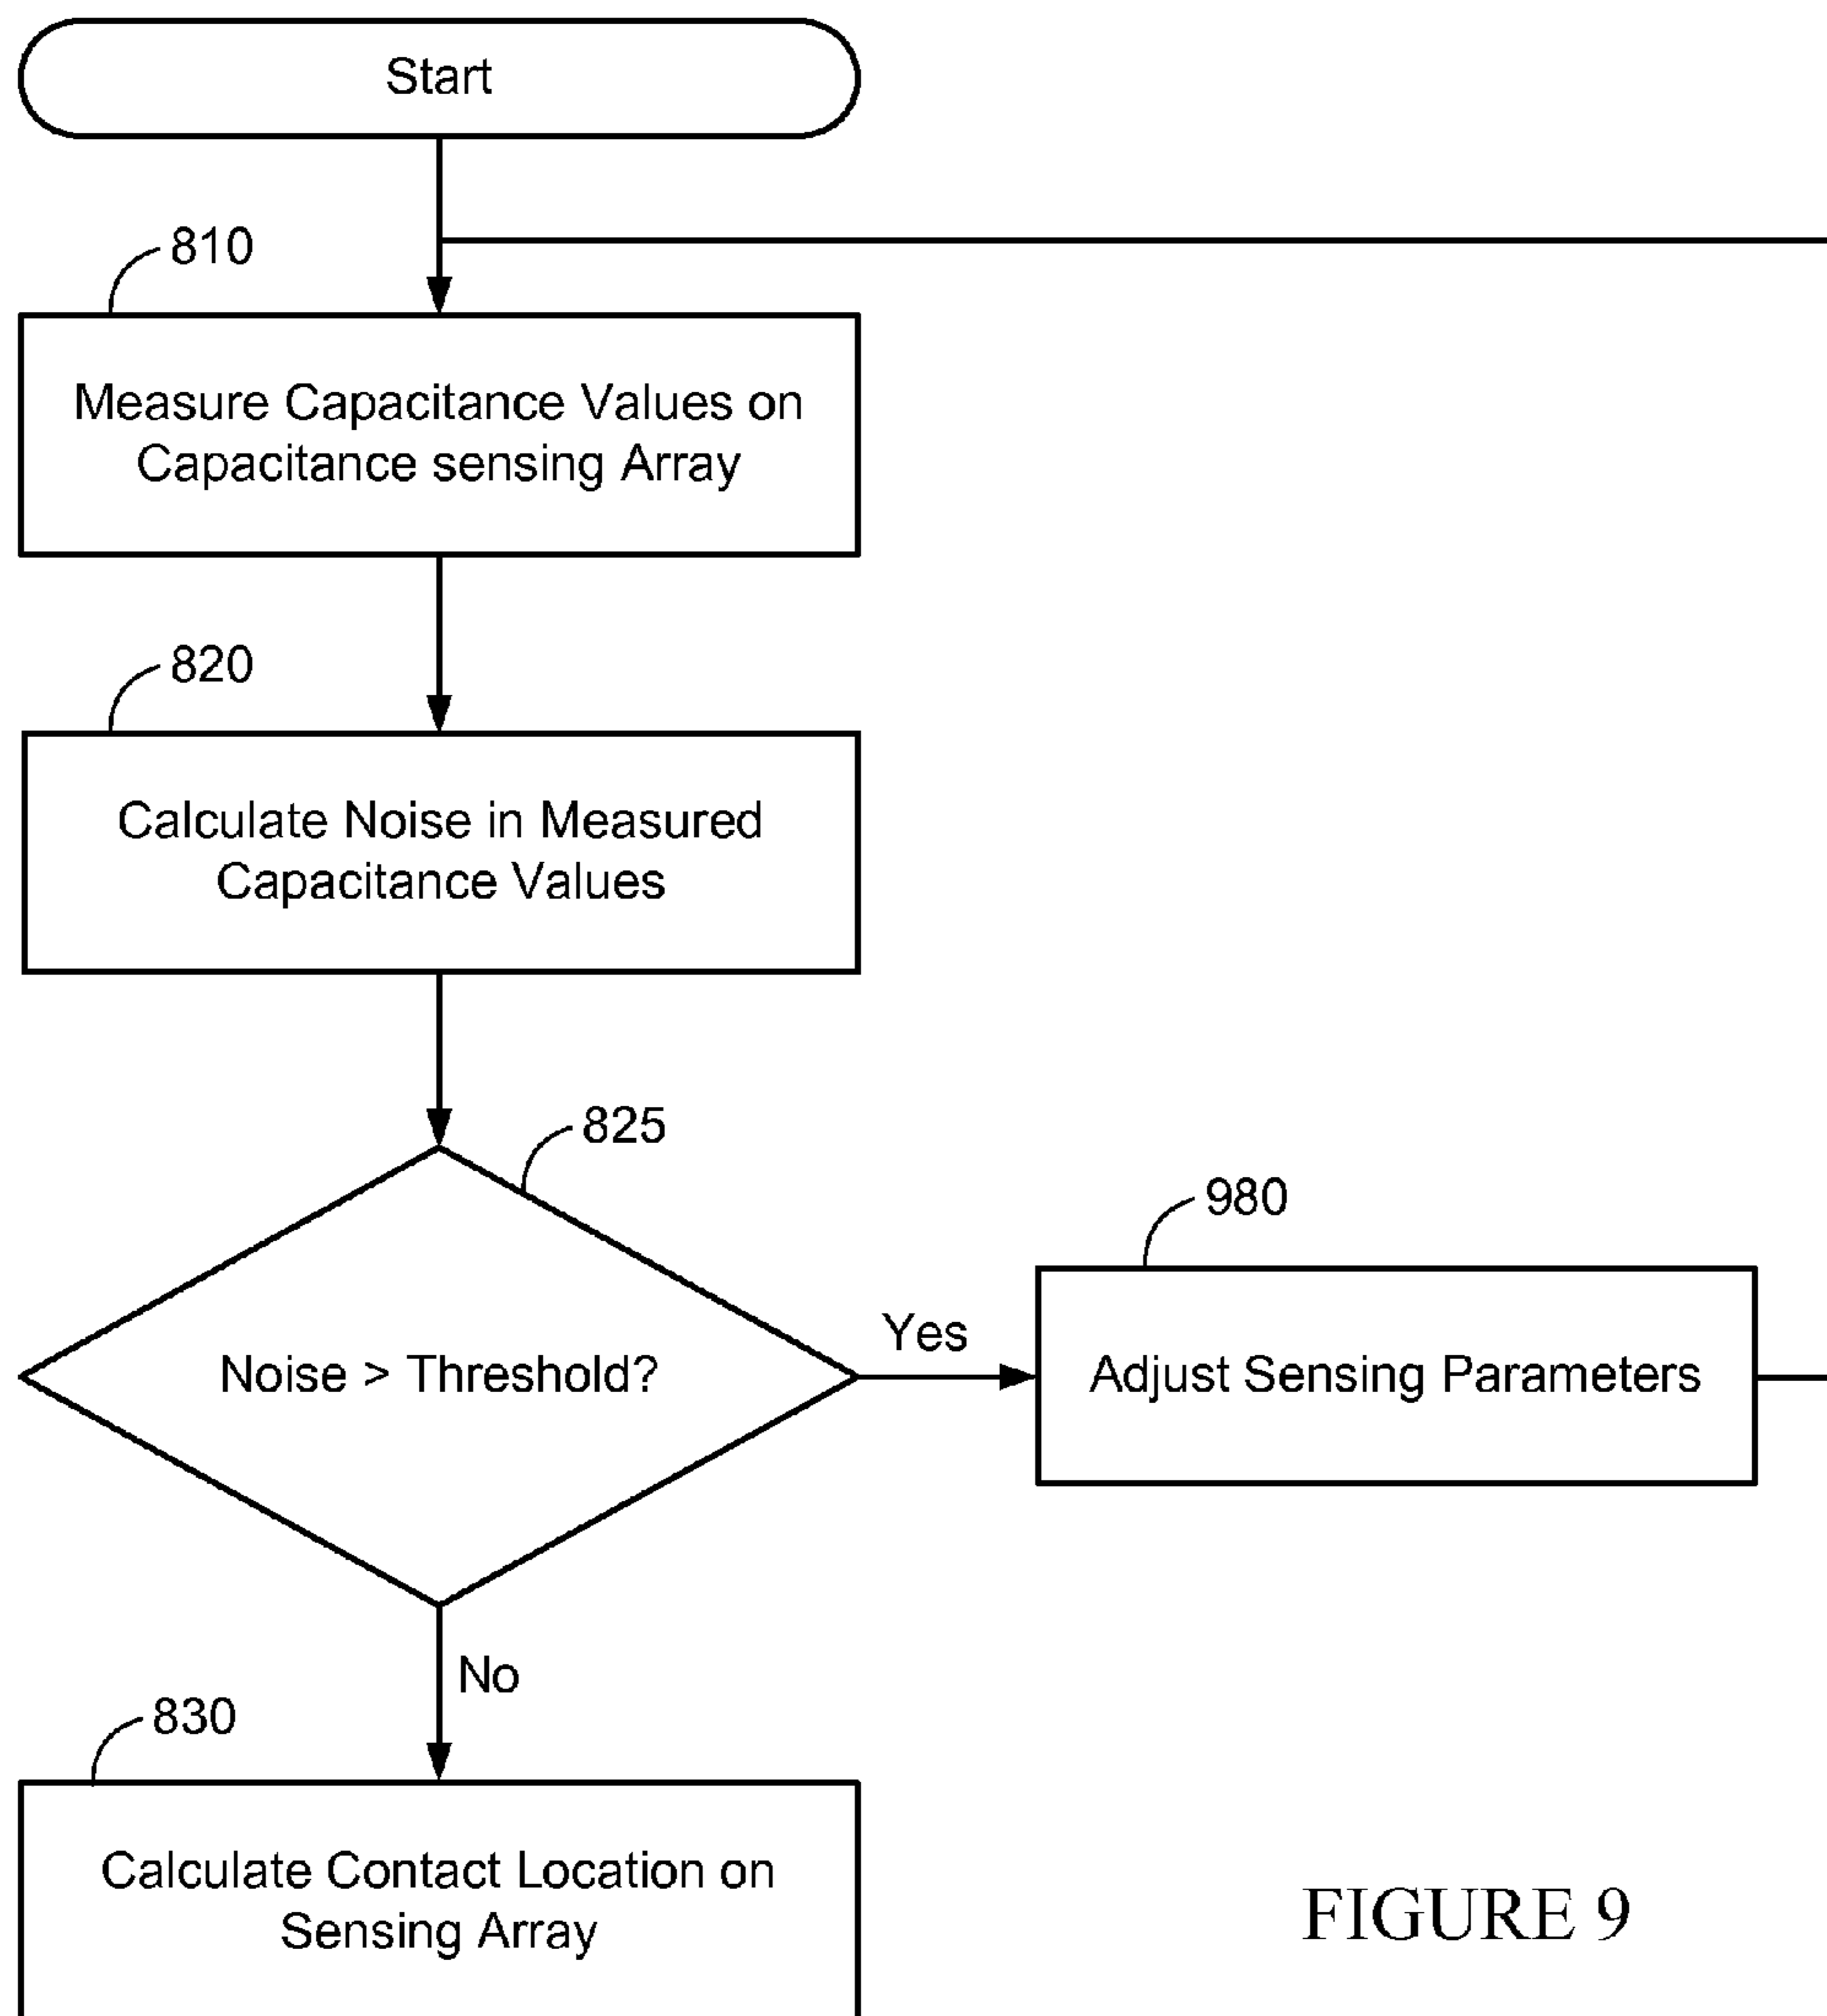 Start
810
Measure Capacitance Values on
Capacitance sensing Array
820
Calculate Noise in Measured
Capacitance Values
825
Noise > Threshold?
Yes
980
Adjust Sensing Parameters
No
830
Calculate Contact Location on
Sensing Array
FIGURE 9